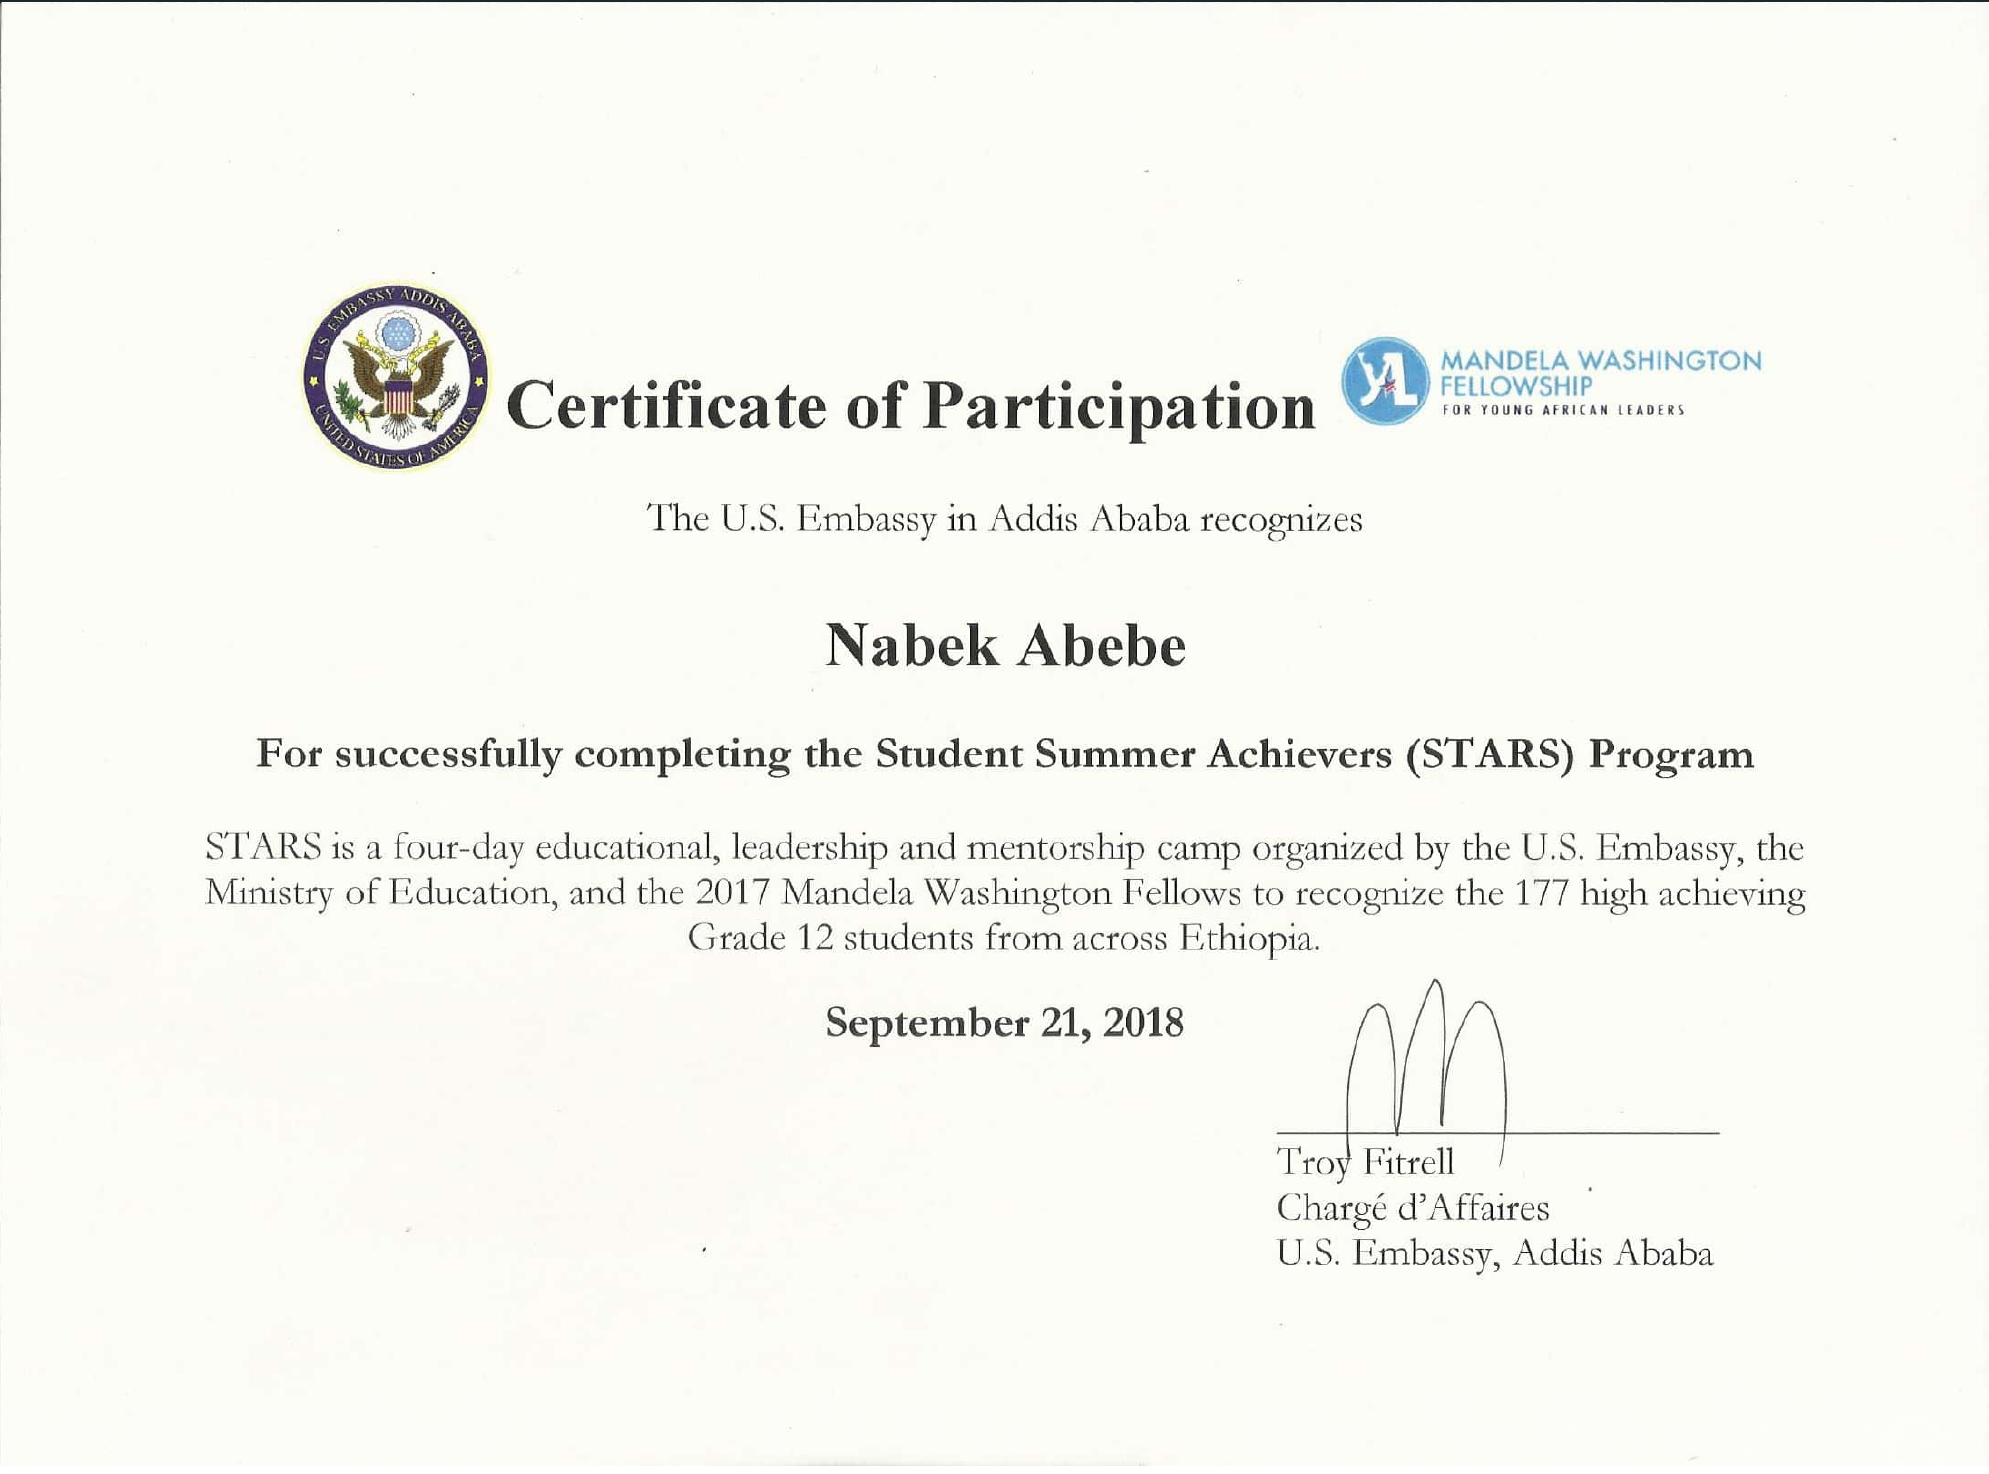 U.S. EMBASSY ADDIS ABABA
UNITED STATES OF AMERICA
Certificate of Participation
MANDELA WASHINGTON
FELLOWSHIP
FOR YOUNG AFRICAN LEADERS
The U.S. Embassy in Addis Ababa recognizes
Nabek Abebe
For successfully completing the Student Summer Achievers (STARS) Program
STARS is a four-day educational, leadership and mentorship camp organized by the U.S. Embassy, the
Ministry of Education, and the 2017 Mandela Washington Fellows to recognize the 177 high achieving
Grade 12 students from across Ethiopia.
September 21, 2018
Troy Fitrell
Chargé d'Affaires
U.S. Embassy, Addis Ababa